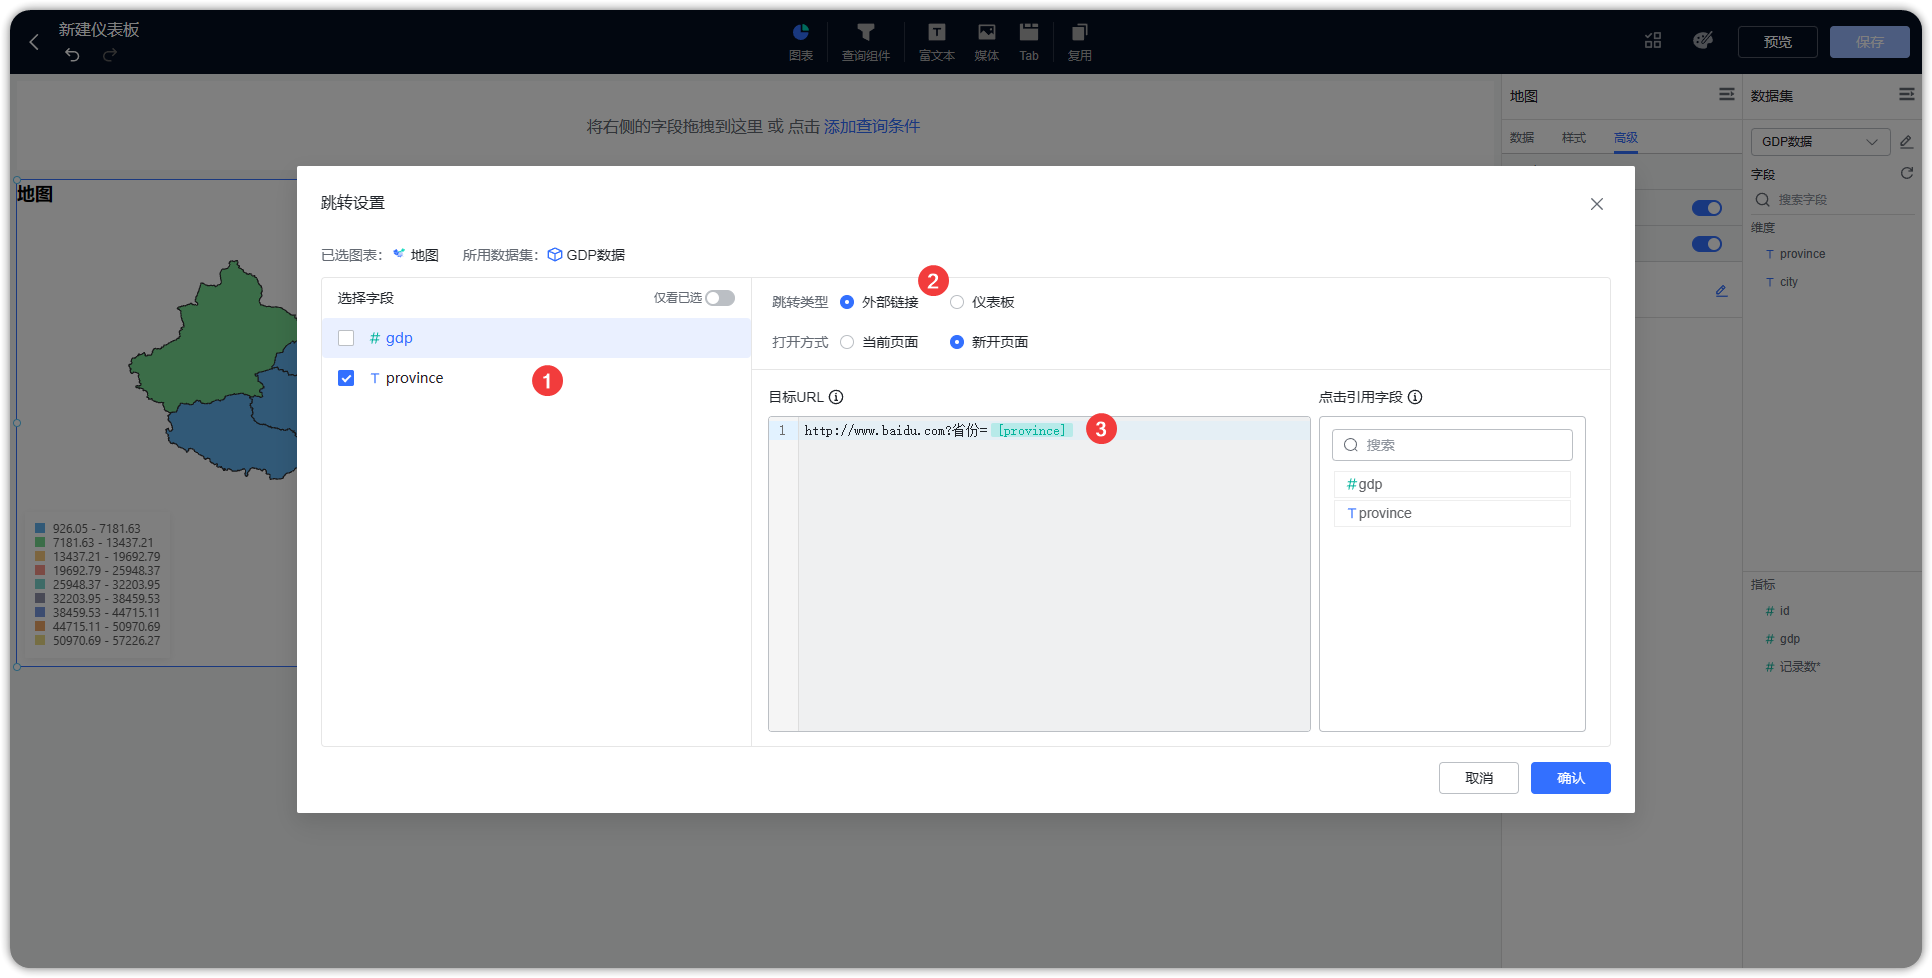 新建仪表板
图表
查询组件
富文本
媒体
Tab
复用
预览
保存
将右侧的字段拖拽到这里 或 点击 添加查询条件
地图
926.05 - 7181.63
7181.63 - 13437.21
13437.21 - 19692.79
19692.79 - 25948.37
25948.37 - 32203.95
32203.95 - 38459.53
38459.53 - 44715.11
44715.11 - 50970.69
50970.69 - 57226.27
跳转设置
已选图表： 地图 所用数据集： GDP数据
选择字段
仅看已选
# gdp
T province
1
2
跳转类型 外部链接 仪表板
打开方式 当前页面 新开页面
目标URL
1 http://www.baidu.com?省份= [province]
3
点击引用字段
搜索
# gdp
T province
取消
确认
地图
数据 样式 高级
数据集
GDP数据
字段
搜索字段
维度
T province
T city
指标
# id
# gdp
# 记录数*